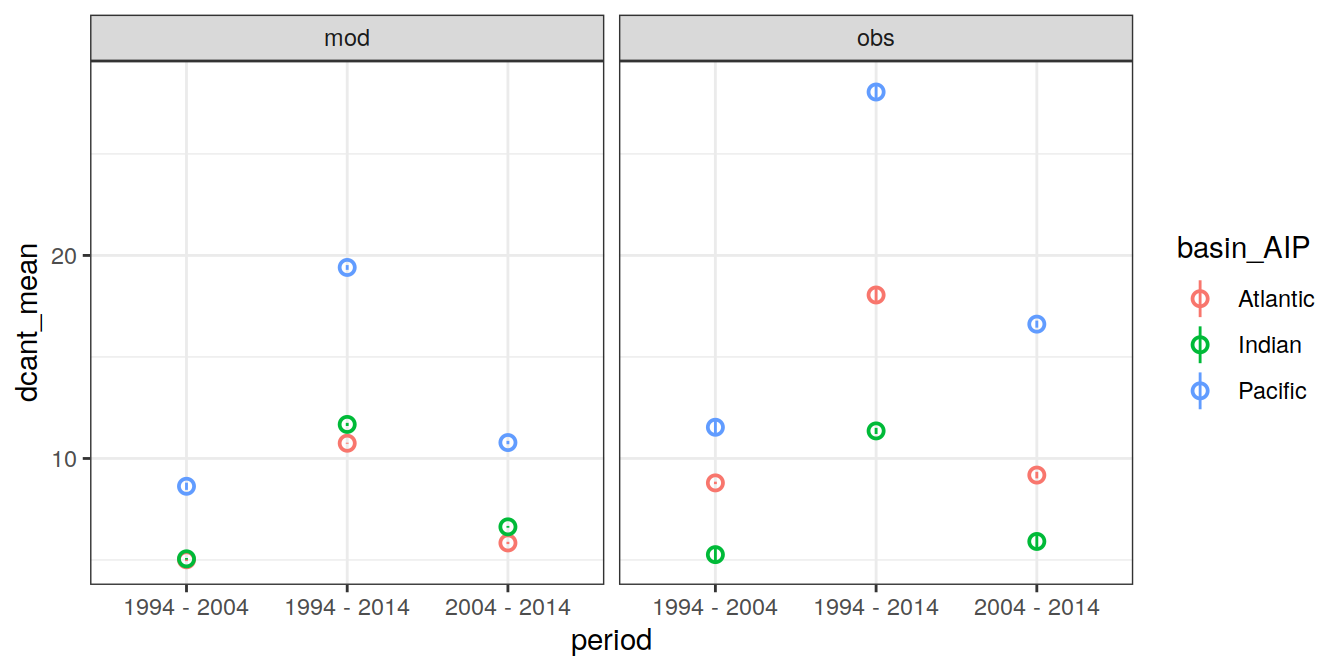 mod
obs
dcant_mean
20
10
1994 - 2004
1994 - 2014
2004 - 2014
1994 - 2004
1994 - 2014
2004 - 2014
period
basin_AIP
Atlantic
Indian
Pacific